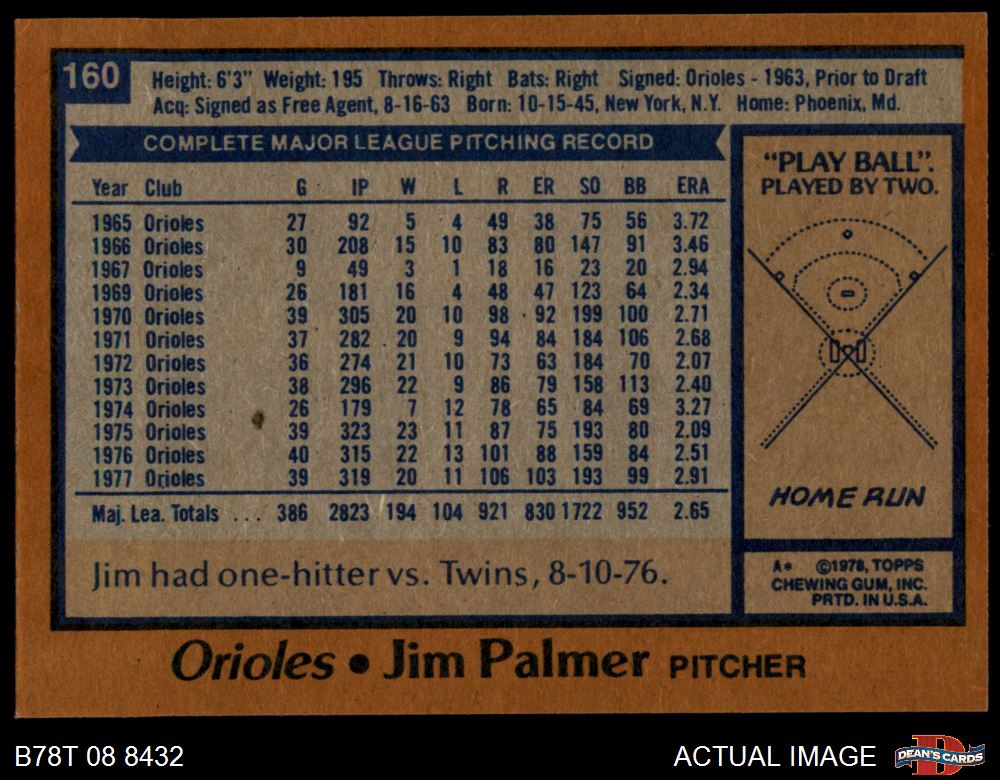 160
Height: 6'3" Weight: 195 Throws: Right Bats: Right Signed: Orioles - 1963, Prior to Draft
Acq: Signed as Free Agent, 8-16-63 Born: 10-15-45, New York, N.Y. Home: Phoenix, Md.
COMPLETE MAJOR LEAGUE PITCHING RECORD
Year Club G IP W L R ER SO BB ERA
1965 Orioles 27 92 5 4 49 38 75 56 3.72
1966 Orioles 30 208 15 10 83 80 147 91 3.46
1967 Orioles 9 49 3 1 18 16 23 20 2.94
1969 Orioles 26 181 16 4 48 47 123 64 2.34
1970 Orioles 39 305 20 10 98 92 199 100 2.71
1971 Orioles 37 282 20 9 94 84 184 106 2.68
1972 Orioles 36 274 21 10 73 63 184 70 2.07
1973 Orioles 38 296 22 9 86 79 158 113 2.40
1974 Orioles 26 179 7 12 78 65 84 69 3.27
1975 Orioles 39 323 23 11 87 75 193 80 2.09
1976 Orioles 40 315 22 13 101 88 159 84 2.51
1977 Orioles 39 319 20 11 106 103 193 99 2.91
Maj. Lea. Totals ... 386 2823 194 104 921 830 1722 952 2.65
Jim had one-hitter vs. Twins, 8-10-76.
"PLAY BALL".
PLAYED BY TWO.
HOME RUN
A* ©1978, TOPPS
CHEWING GUM, INC.
PRTD. IN U.S.A.
Orioles • Jim Palmer PITCHER
B78T 08 8432
ACTUAL IMAGE
DEAN'S CARDS